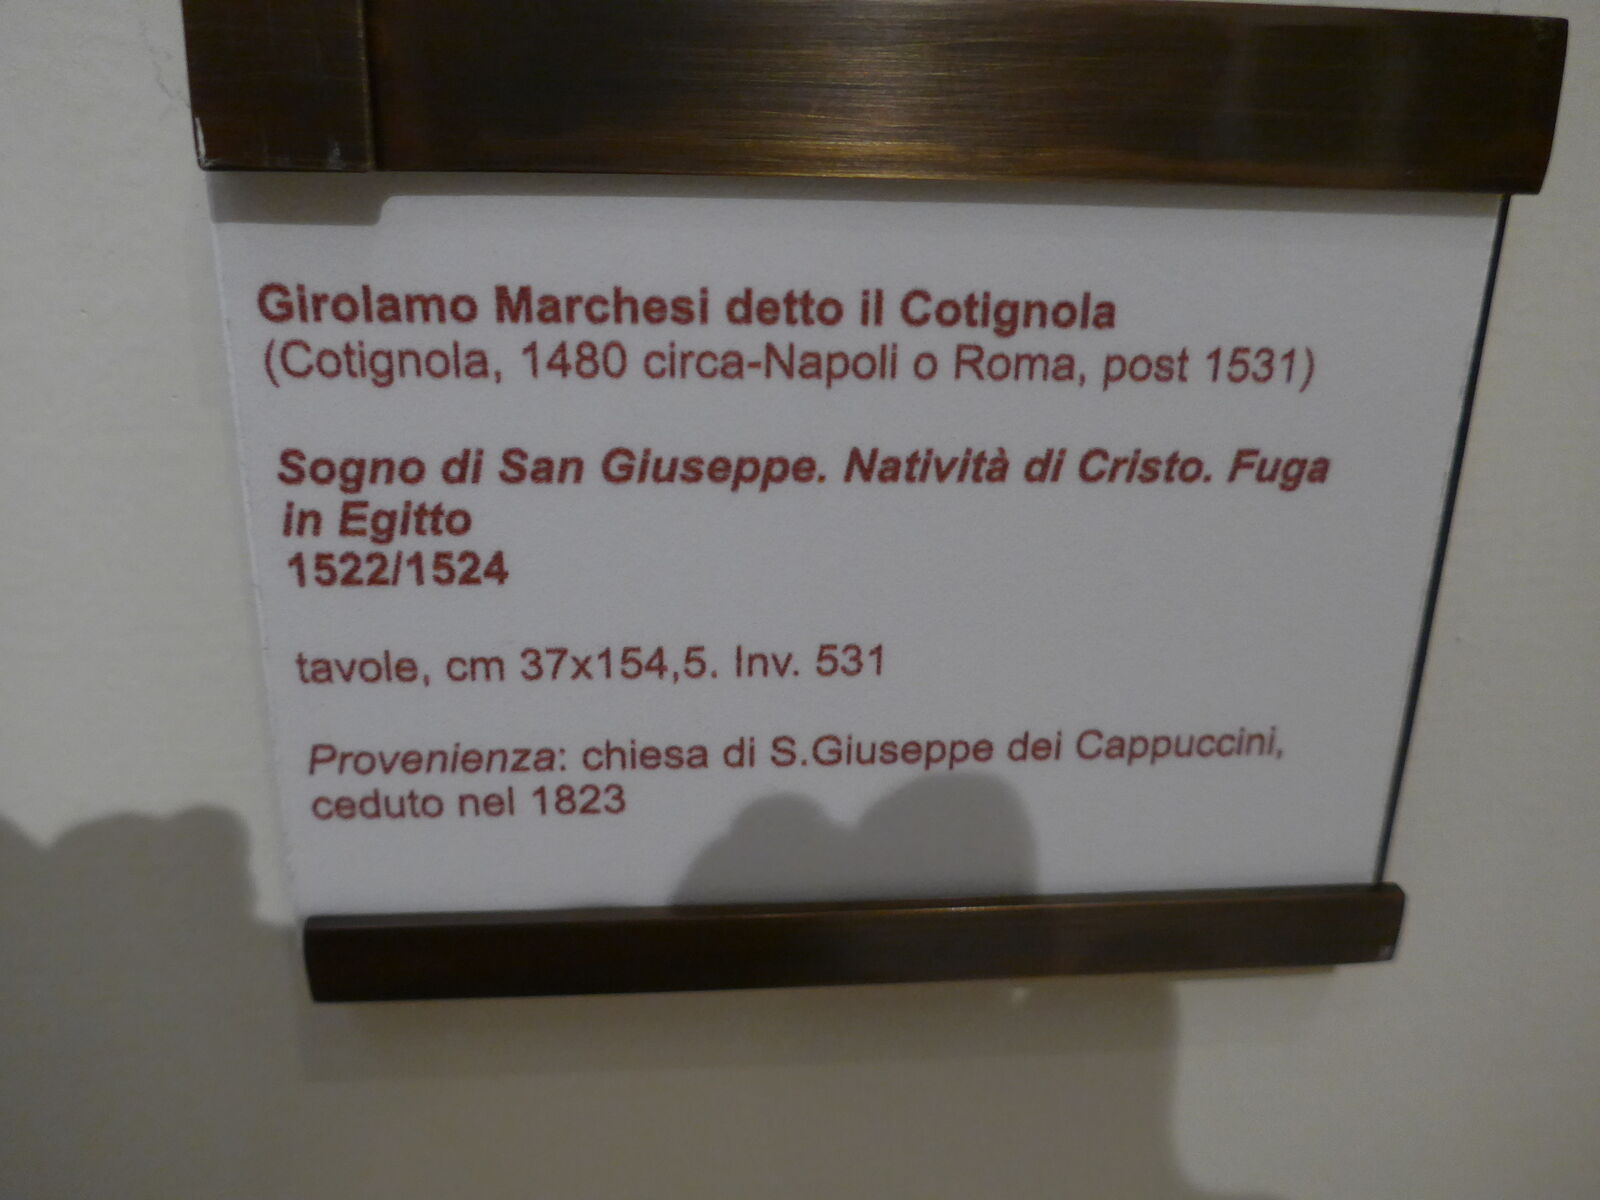 Girolamo Marchesi detto il Cotignola
(Cotignola, 1480 circa-Napoli o Roma, post 1531)
Sogno di San Giuseppe. Natività di Cristo. Fuga
in Egitto
1522/1524
tavole, cm 37x154,5. Inv. 531
Provenienza: chiesa di S.Giuseppe dei Cappuccini,
ceduto nel 1823